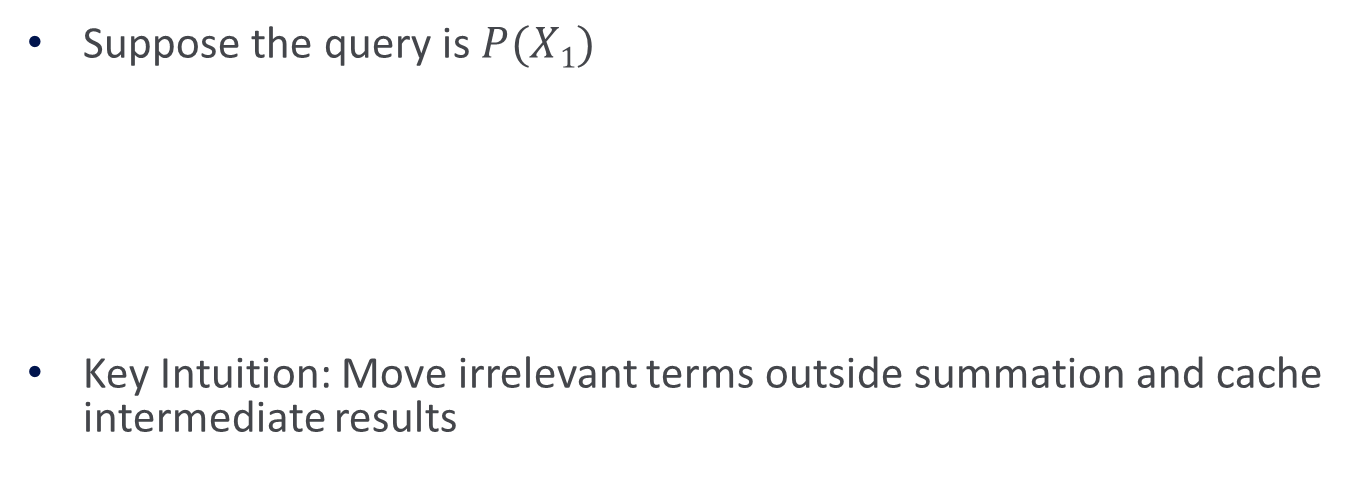 • Suppose the query is P(X₁)
• Key Intuition: Move irrelevant terms outside summation and cache
intermediate results